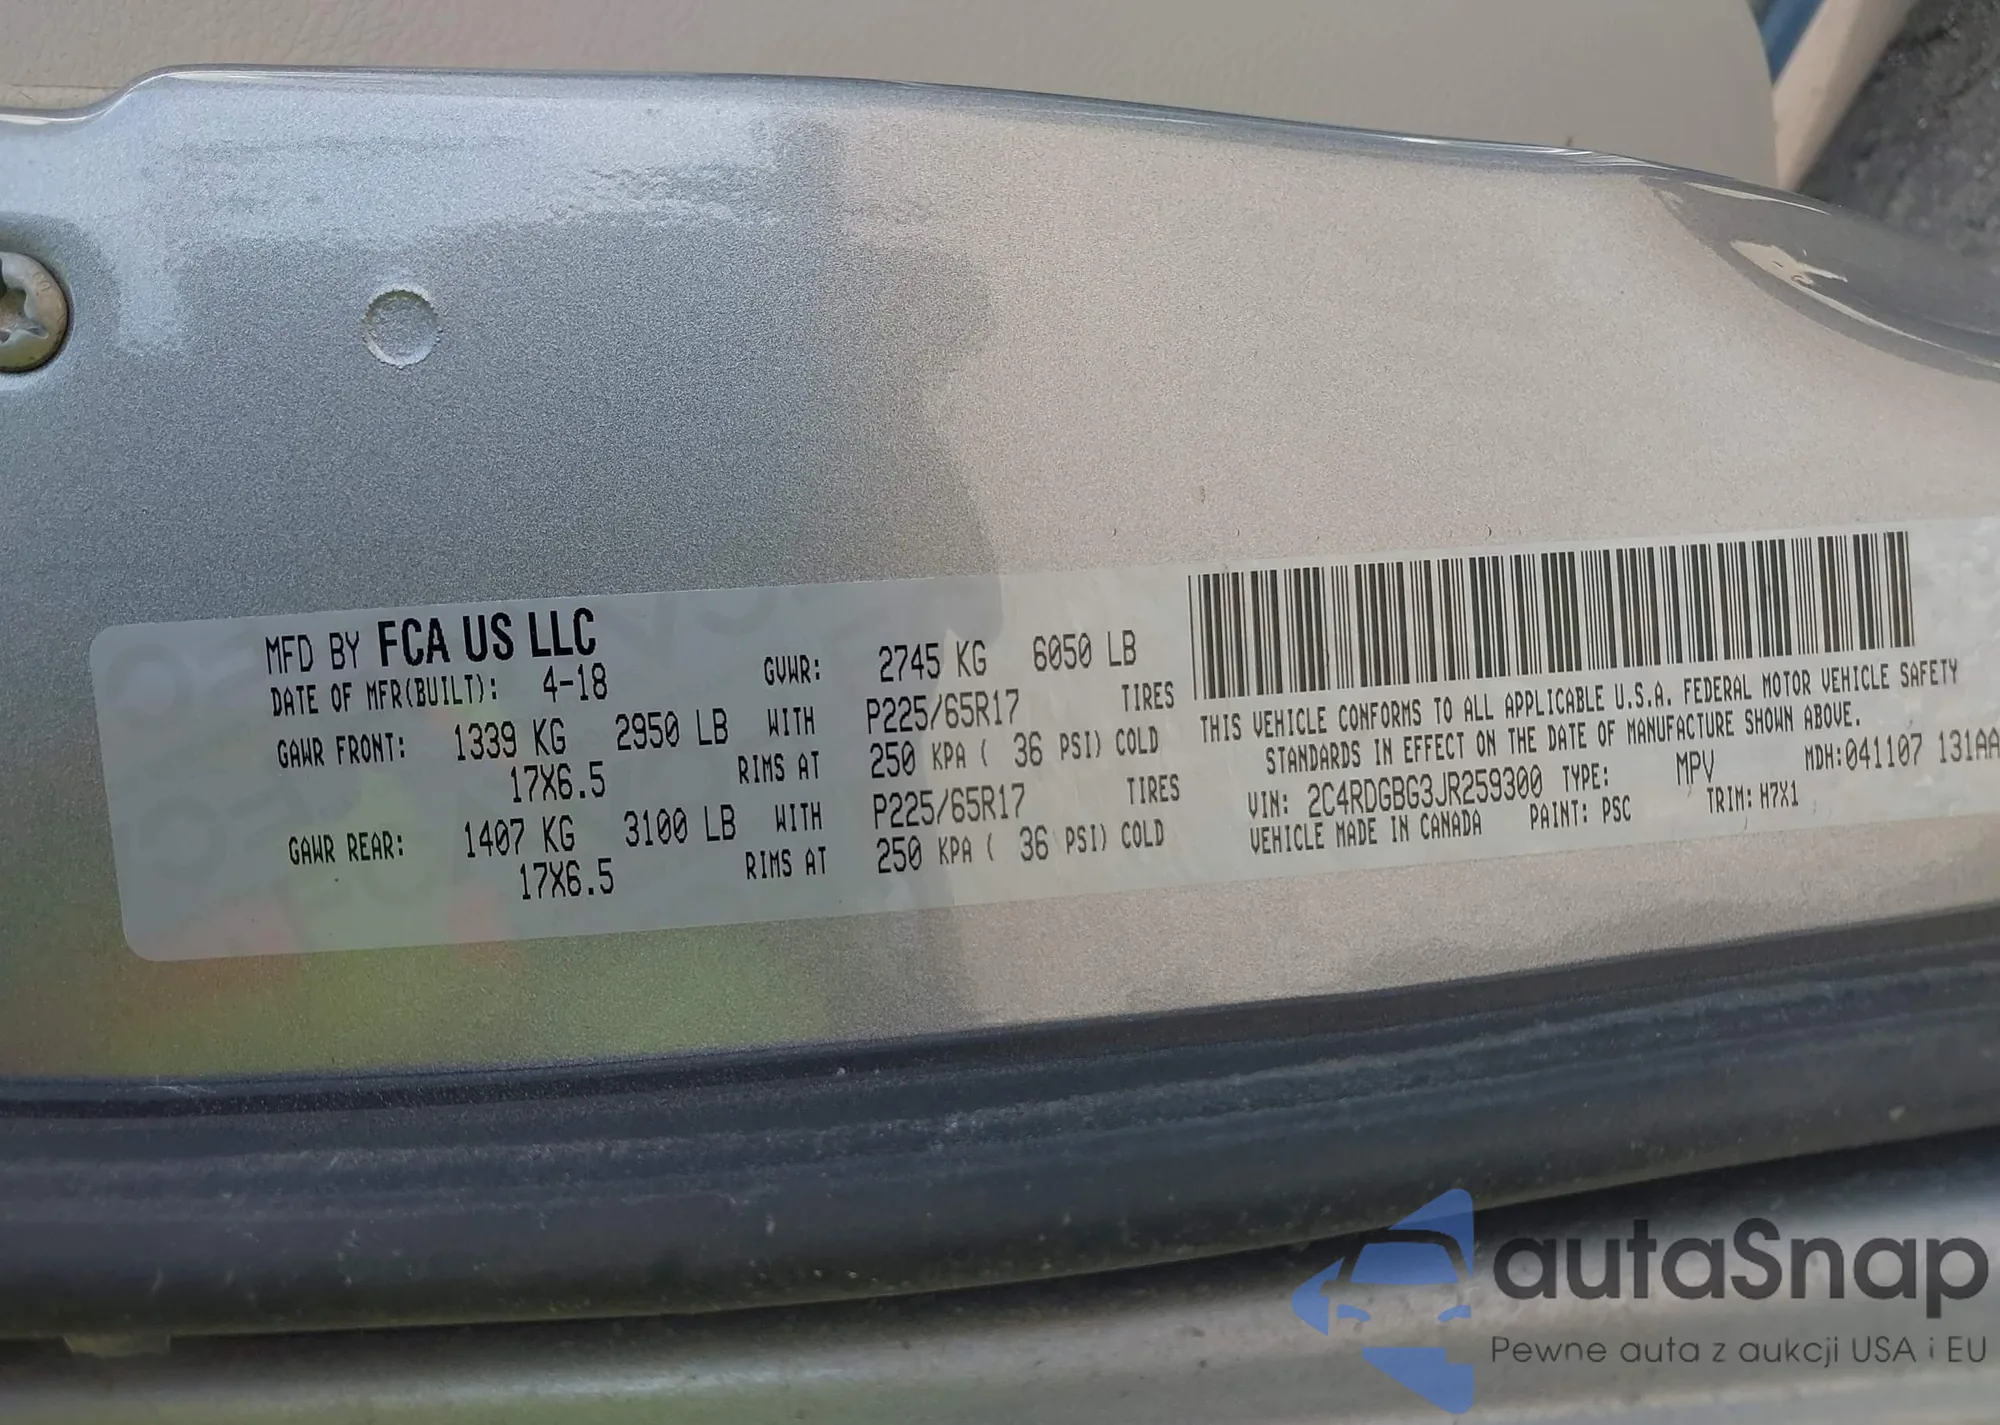 MFD BY FCA US LLC
DATE OF MFR(BUILT): 4-18 GVWR: 2745 KG 6050 LB
GAWR FRONT: 1339 KG 2950 LB WITH P225/65R17 TIRES
17X6.5 RIMS AT 250 KPA ( 36 PSI) COLD
GAWR REAR: 1407 KG 3100 LB WITH P225/65R17 TIRES
17X6.5 RIMS AT 250 KPA ( 36 PSI) COLD
THIS VEHICLE CONFORMS TO ALL APPLICABLE U.S.A. FEDERAL MOTOR VEHICLE SAFETY
STANDARDS IN EFFECT ON THE DATE OF MANUFACTURE SHOWN ABOVE.
VIN: 2C4RDGBG3JR259300 TYPE: MPV MDH:041107 131AA
VEHICLE MADE IN CANADA PAINT: PSC TRIM: H7X1
autaSnap
Pewne auta z aukcji USA i EU